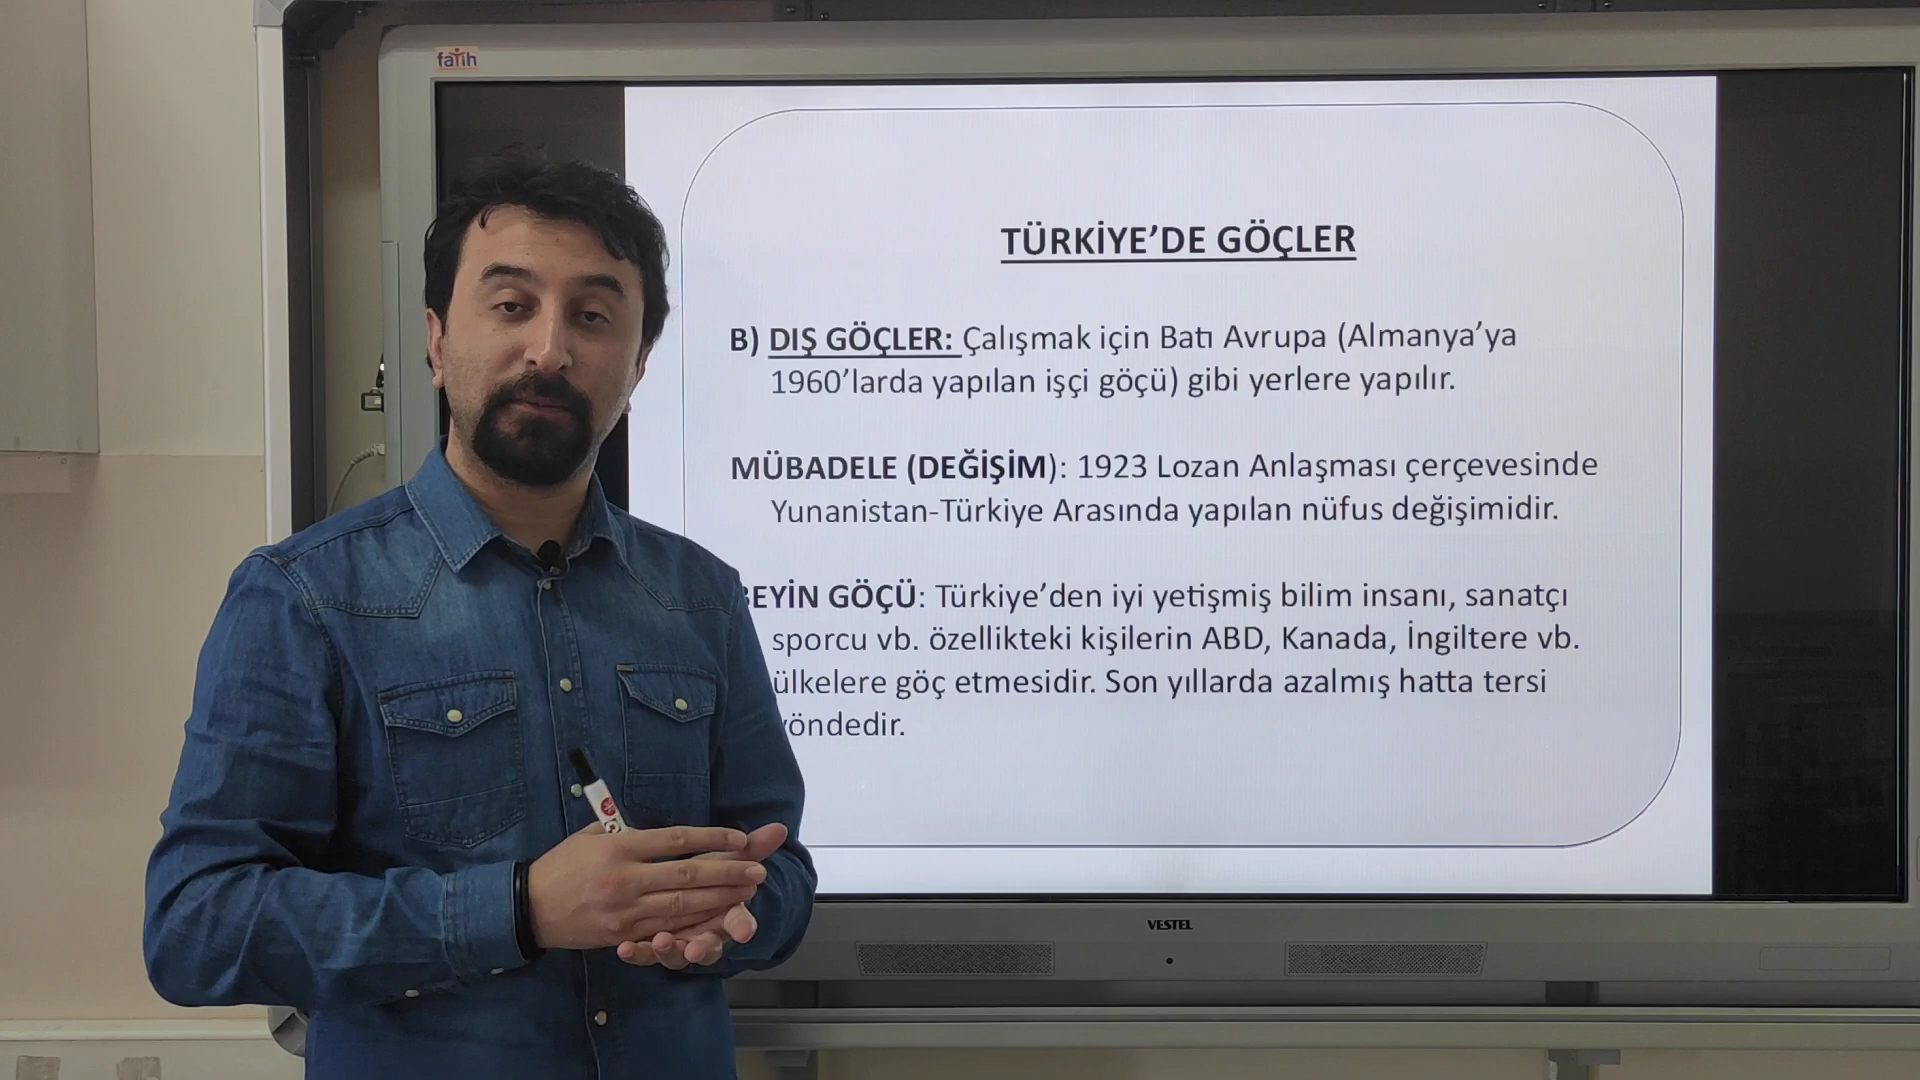 fatih
TÜRKİYE'DE GÖÇLER
B) DIŞ GÖÇLER: Çalışmak için Batı Avrupa (Almanya'ya
1960'larda yapılan işçi göçü) gibi yerlere yapılır.
MÜBADELE (DEĞİŞİM): 1923 Lozan Anlaşması çerçevesinde
Yunanistan-Türkiye Arasında yapılan nüfus değişimidir.
BEYİN GÖÇÜ: Türkiye'den iyi yetişmiş bilim insanı, sanatçı
sporcu vb. özellikteki kişilerin ABD, Kanada, İngiltere vb.
ülkelere göç etmesidir. Son yıllarda azalmış hatta tersi
yöndedir.
VESTEL